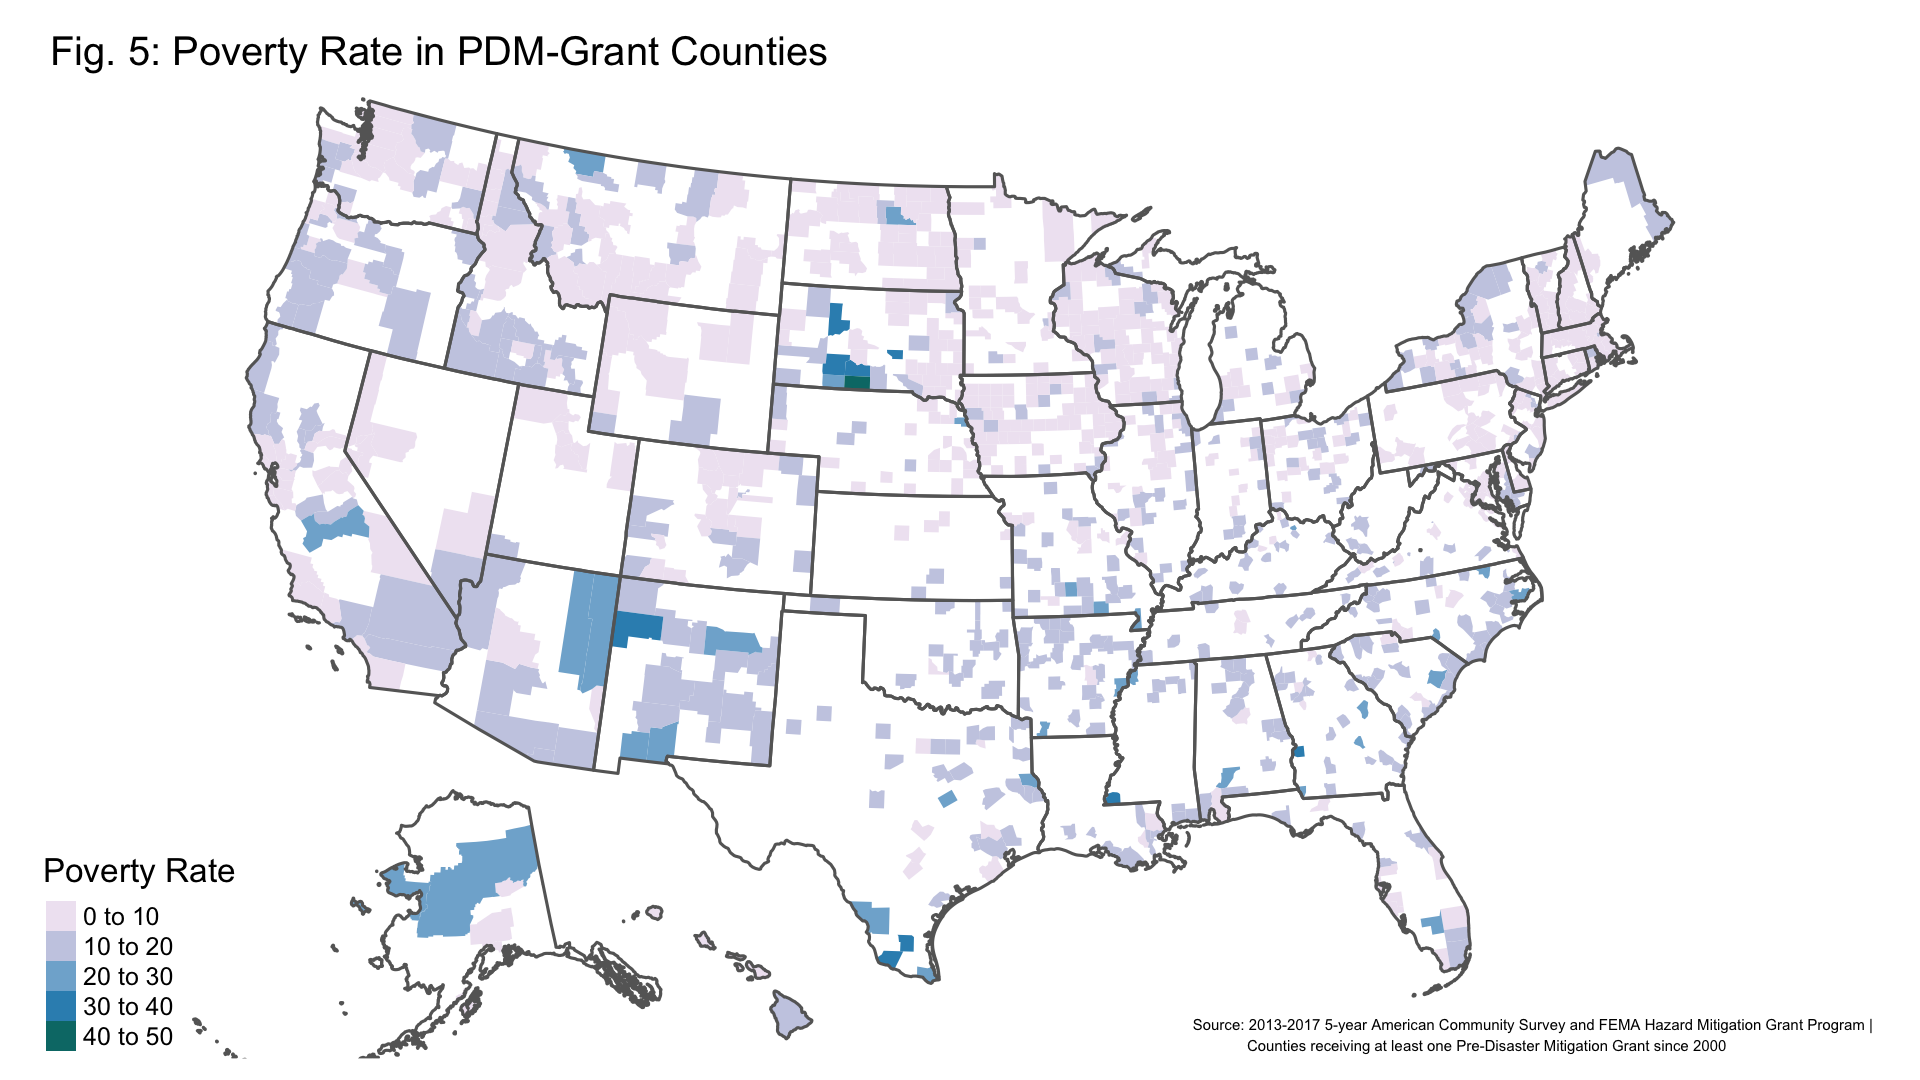 Fig. 5: Poverty Rate in PDM-Grant Counties
Poverty Rate
0 to 10
10 to 20
20 to 30
30 to 40
40 to 50
Source: 2013-2017 5-year American Community Survey and FEMA Hazard Mitigation Grant Program |
Counties receiving at least one Pre-Disaster Mitigation Grant since 2000